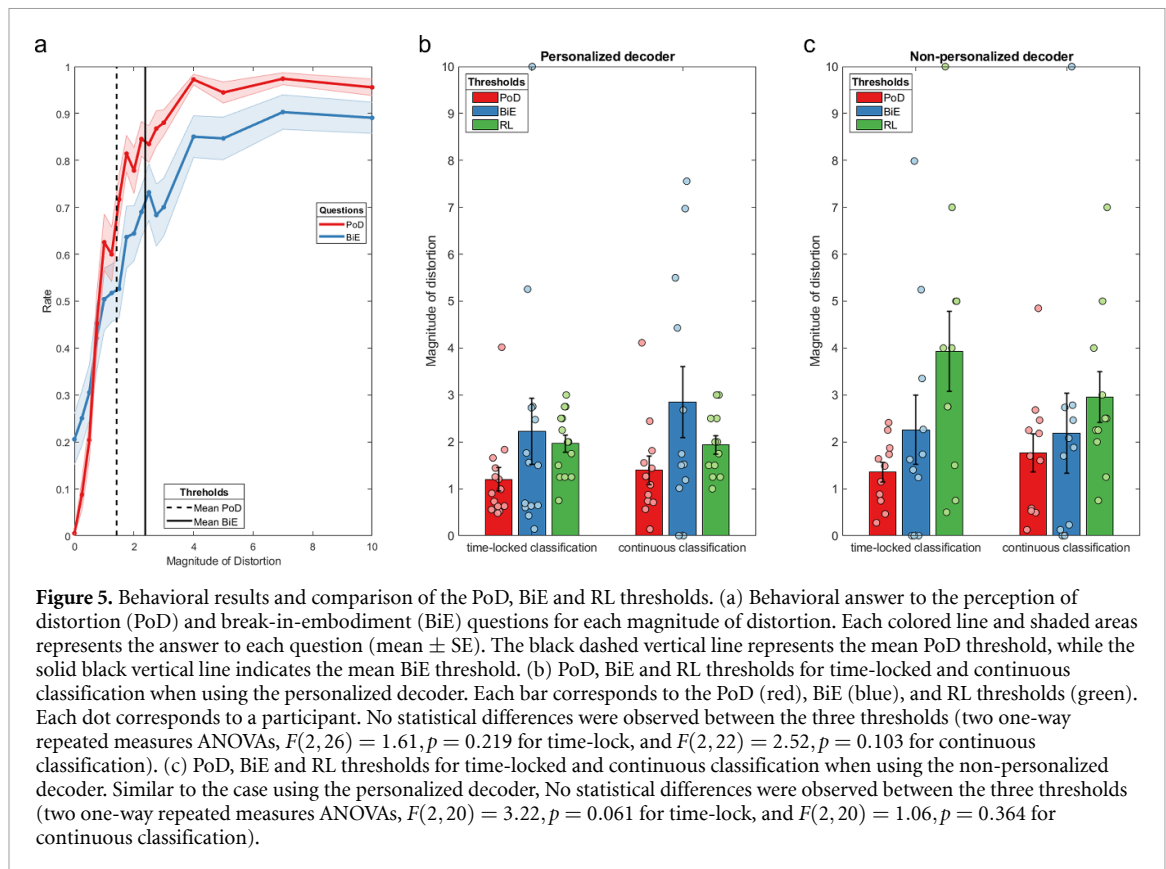 a
1
0.9
0.8
0.7
0.6
0.5
0.4
0.3
0.2
0.1
0
Rate
0 2 4 6 8 10
Magnitude of Distortion
Questions
PoD
BiE
Threholds
Mean PoD
Mean BiE
b
Personalized decoder
10
9
8
7
6
5
4
3
2
1
0
Magnitude of distortion
Thresholds
PoD
BiE
RL
time-locked classification continuous classification
c
Non-personalized decoder
10
9
8
7
6
5
4
3
2
1
0
Magnitude of distortion
Thresholds
PoD
BiE
RL
time-locked classification continuous classification
Figure 5. Behavioral results and comparison of the PoD, BiE and RL thresholds. (a) Behavioral answer to the perception of
distortion (PoD) and break-in-embodiment (BiE) questions for each magnitude of distortion. Each colored line and shaded areas
represents the answer to each question (mean ± SE). The black dashed vertical line represents the mean PoD threshold, while the
solid black vertical line indicates the mean BiE threshold. (b) PoD, BiE and RL thresholds for time-locked and continuous
classification when using the personalized decoder. Each bar corresponds to the PoD (red), BiE (blue), and RL thresholds (green).
Each dot corresponds to a participant. No statistical differences were observed between the three thresholds (two one-way
repeated measures ANOVAs, F(2,26) = 1.61, p = 0.219 for time-lock, and F(2,22) = 2.52, p = 0.103 for continuous
classification). (c) PoD, BiE and RL thresholds for time-locked and continuous classification when using the non-personalized
decoder. Similar to the case using the personalized decoder, No statistical differences were observed between the three thresholds
(two one-way repeated measures ANOVAs, F(2,20) = 3.22, p = 0.061 for time-lock, and F(2,20) = 1.06, p = 0.364 for
continuous classification).